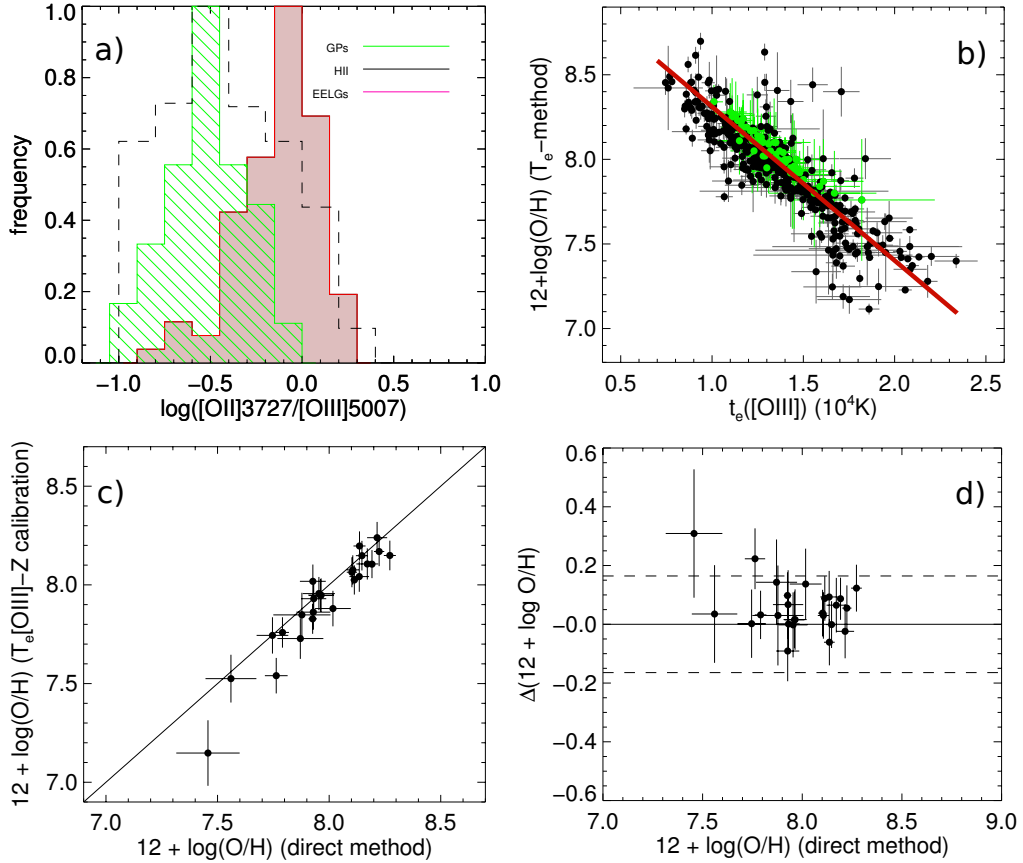 a)
GPs
HII
EELGs
frequency
1.0
0.8
0.6
0.4
0.2
0.0
−1.0 −0.5 0.0 0.5 1.0
log([OII]3727/[OIII]5007)
b)
12+log(O/H) (Te−method)
8.5
8.0
7.5
7.0
0.5 1.0 1.5 2.0 2.5
te([OIII]) (10⁴K)
c)
12 + log(O/H) (Te[OIII]−Z calibration)
8.5
8.0
7.5
7.0
7.0 7.5 8.0 8.5
12 + log(O/H) (direct method)
d)
Δ(12 + log O/H)
0.6
0.4
0.2
−0.0
−0.2
−0.4
−0.6
7.0 7.5 8.0 8.5 9.0
12 + log(O/H) (direct method)